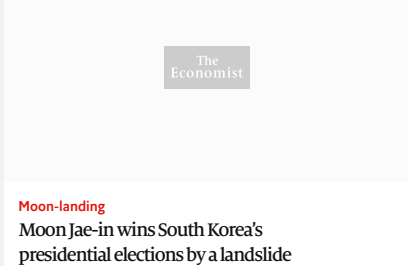 The
Economist
Moon-landing
Moon Jae-in wins South Korea’s
presidential elections by a landslide